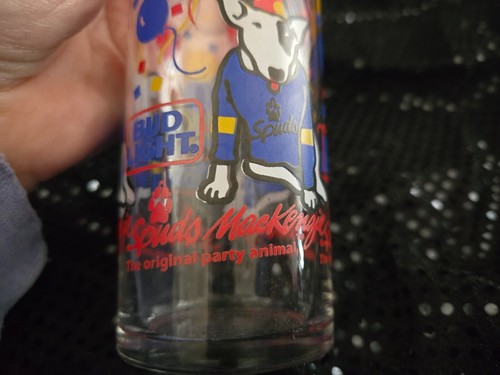 BUD
LIGHT.
Spuds
Spuds MacKenzie
The original party animal